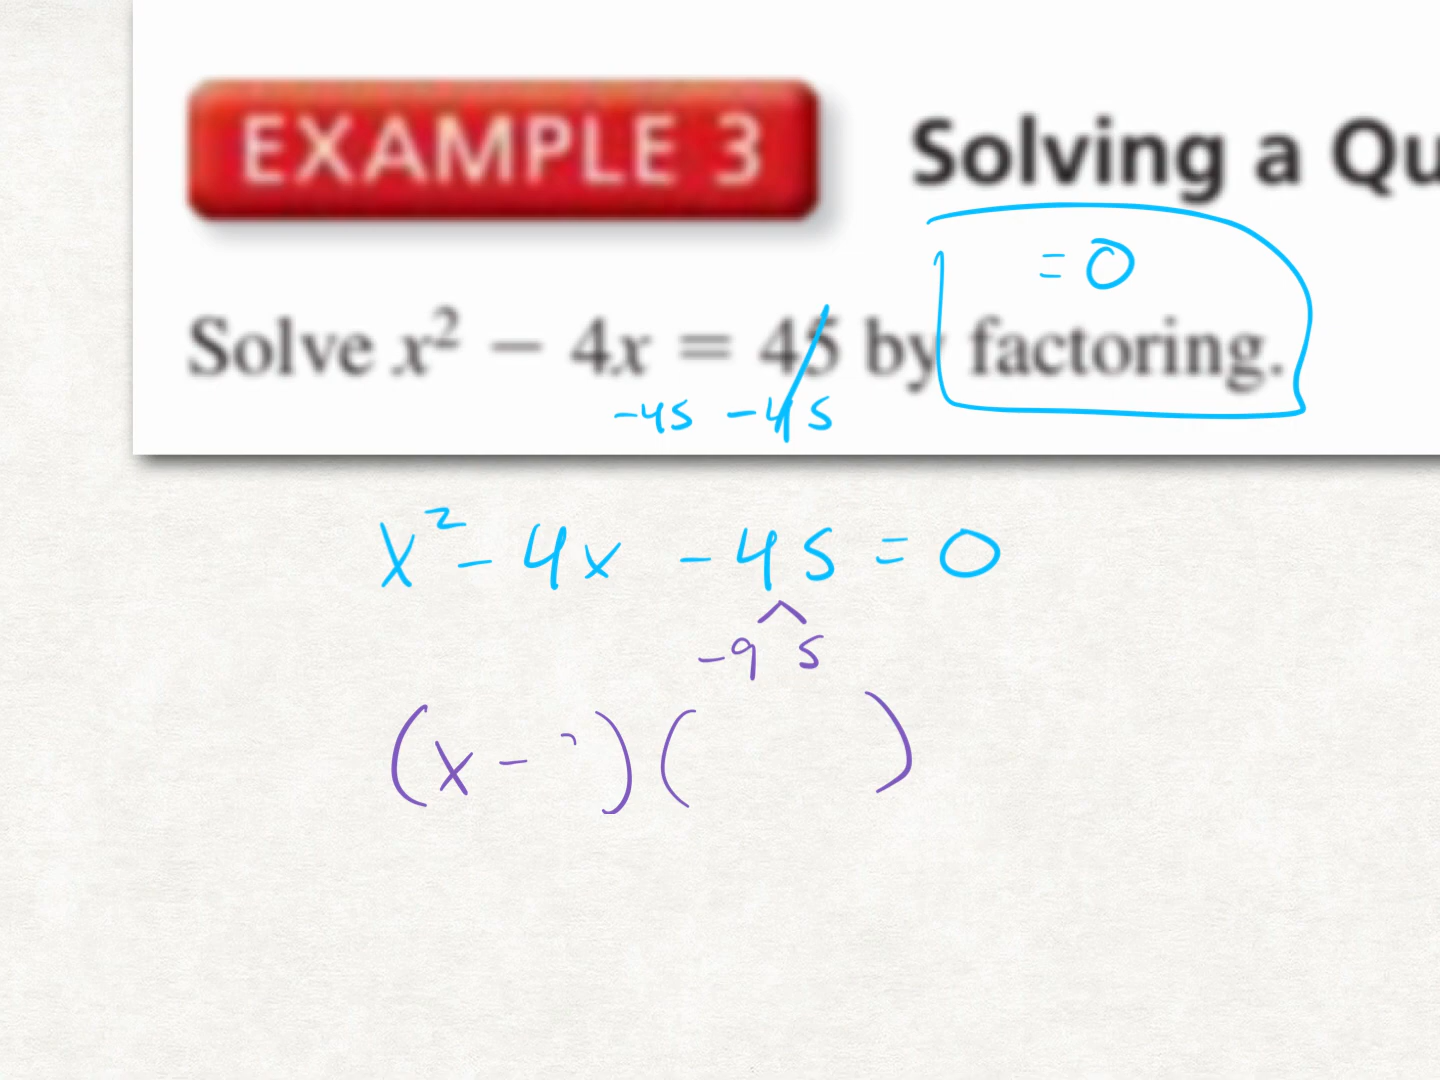 EXAMPLE 3 Solving a Qu
= 0
Solve x² − 4x = 45 by factoring.
-45 -45
x² - 4x - 45 = 0
-9 5
(x - )( )